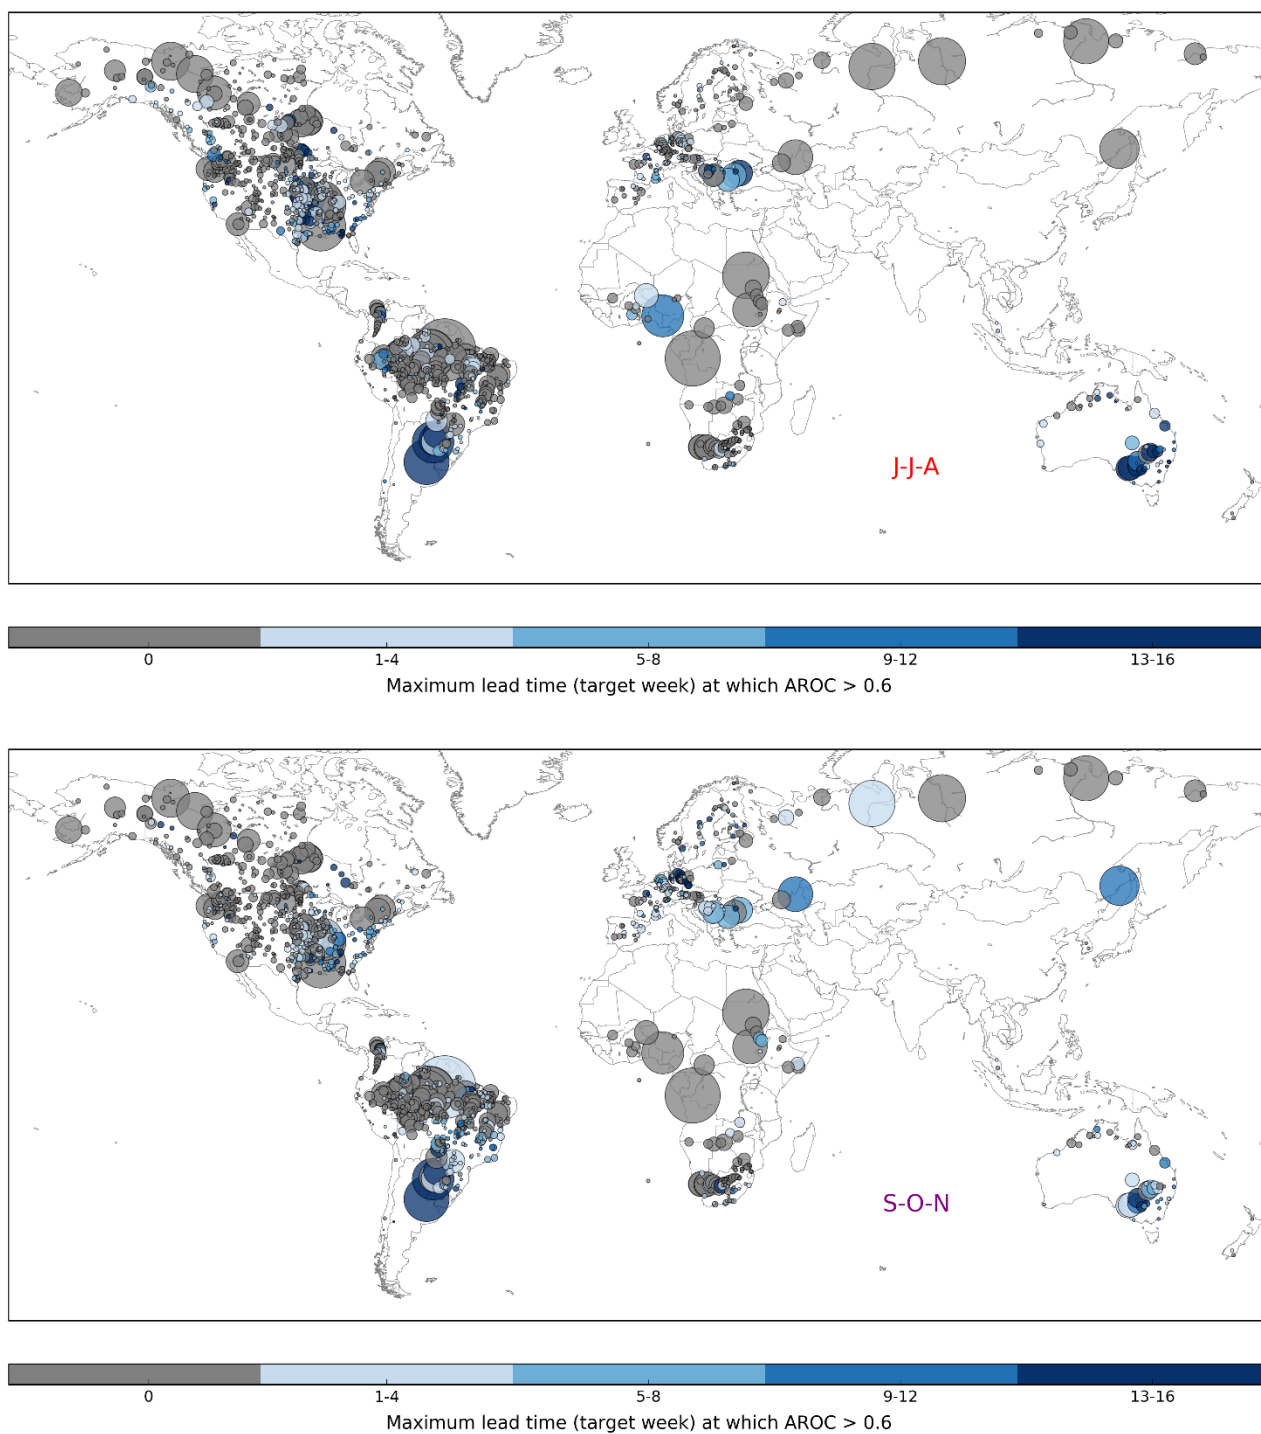 J-J-A
0 1-4 5-8 9-12 13-16
Maximum lead time (target week) at which AROC > 0.6
S-O-N
0 1-4 5-8 9-12 13-16
Maximum lead time (target week) at which AROC > 0.6